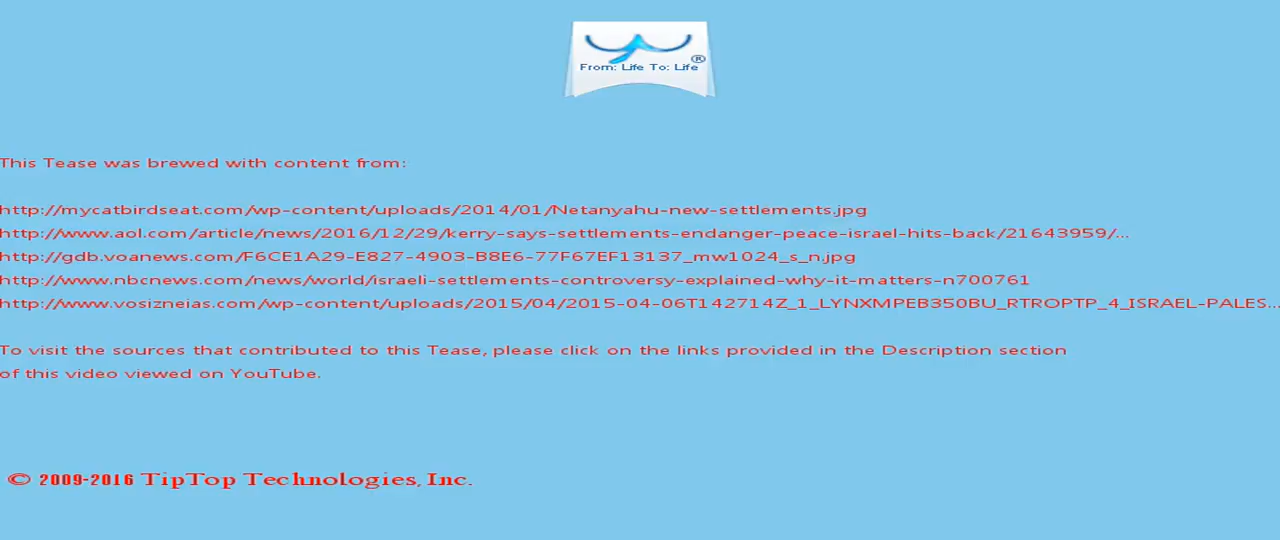 From: Life To: Life ®
This Tease was brewed with content from:
http://mycatbirdseat.com/wp-content/uploads/2014/01/Netanyahu-new-settlements.jpg
http://www.aol.com/article/news/2016/12/29/kerry-says-settlements-endanger-peace-israel-hits-back/21643959/...
http://gdb.voanews.com/F6CE1A29-E827-4903-B8E6-77F67EF13137_mw1024_s_n.jpg
http://www.nbcnews.com/news/world/israeli-settlements-controversy-explained-why-it-matters-n700761
http://www.vosizneias.com/wp-content/uploads/2015/04/2015-04-06T142714Z_1_LYNXMPEB350BU_RTROPTP_4_ISRAEL-PALES...
To visit the sources that contributed to this Tease, please click on the links provided in the Description section
of this video viewed on YouTube.
© 2009-2016 TipTop Technologies, Inc.